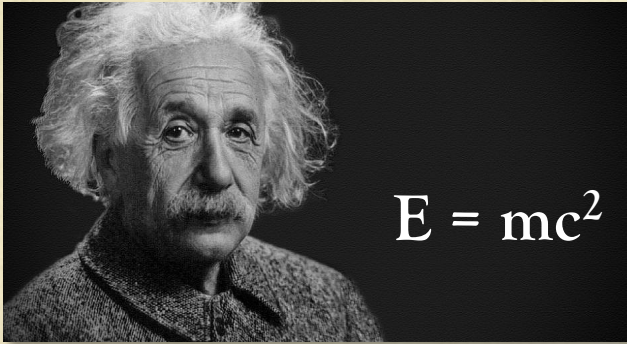 E = mc²